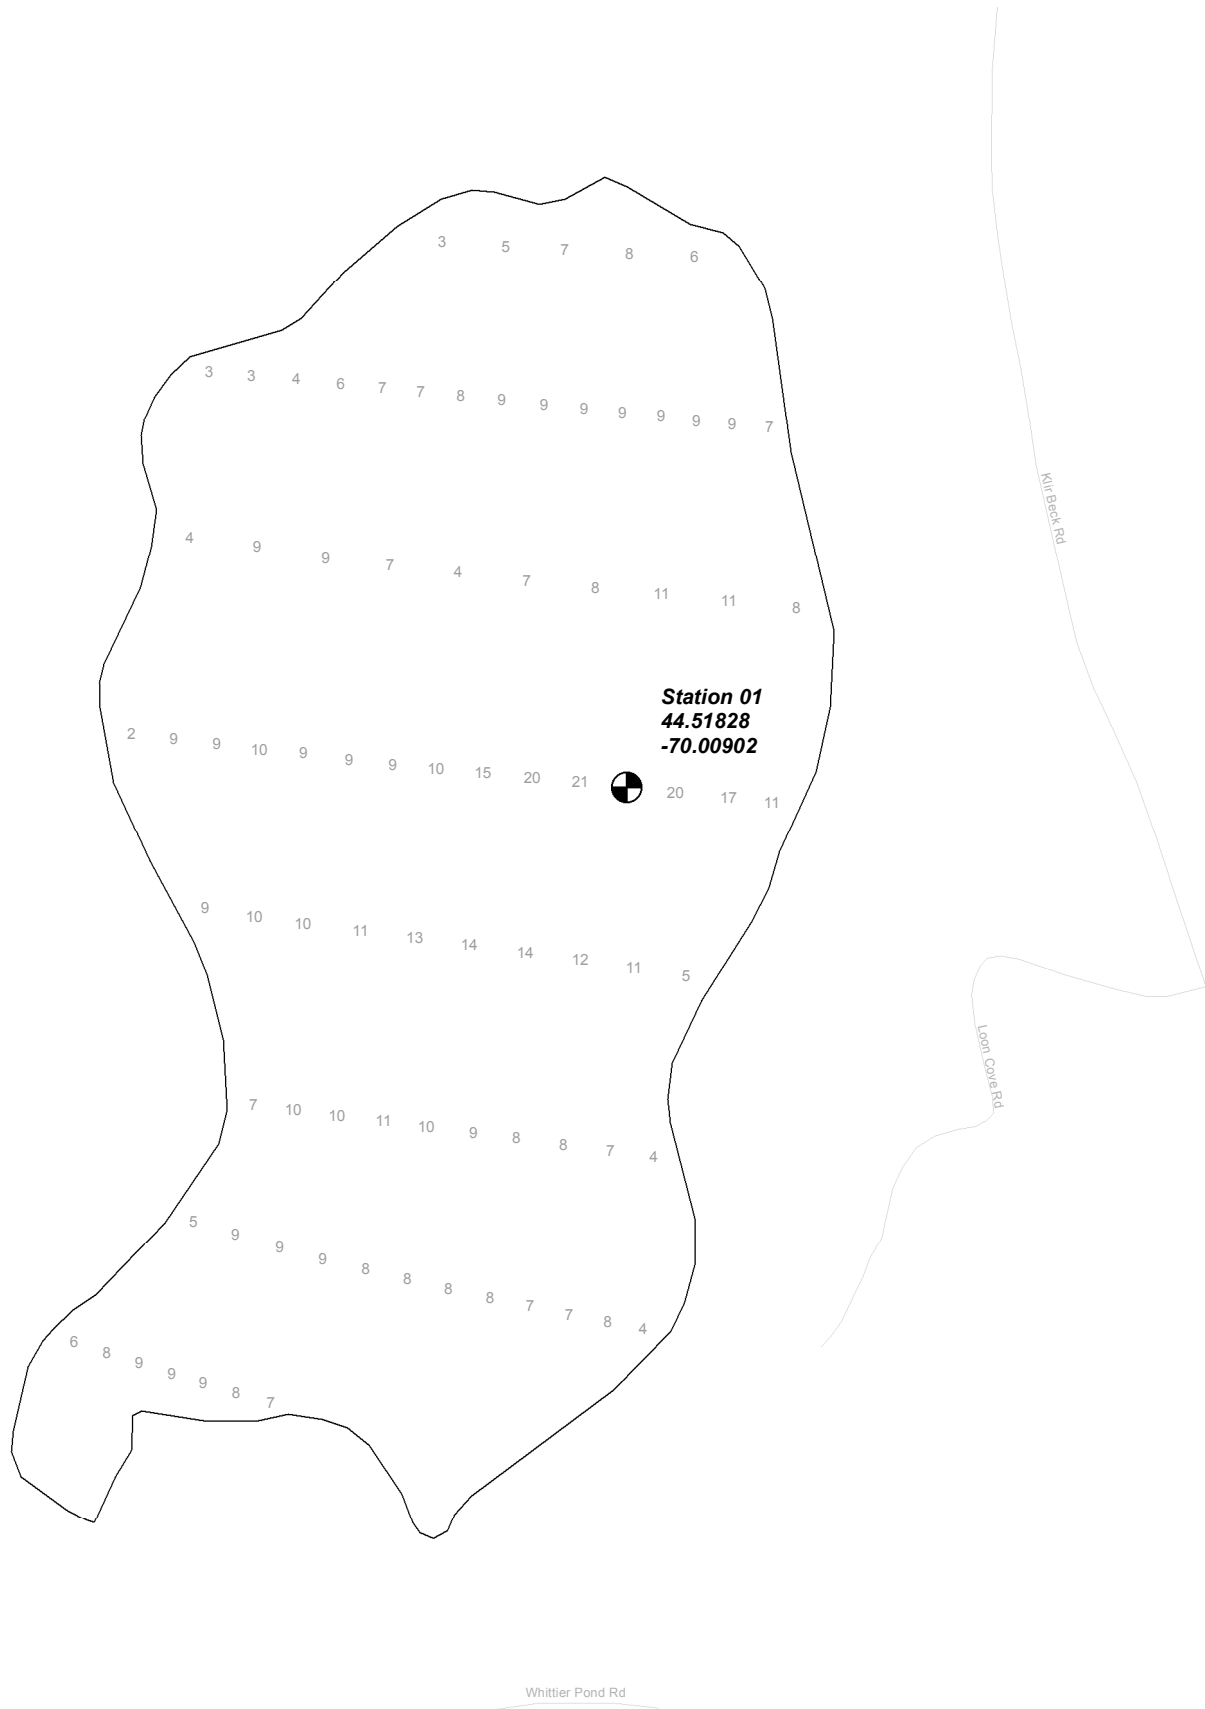 3 5 7 8 6
3 3 4 6 7 7 8 9 9 9 9 9 9 9 7
Klir Beck Rd
4 9 9 7 4 7 8 11 11 8
Station 01
44.51828
-70.00902
2 9 9 10 9 9 9 10 15 20 21 20 17 11
9 10 10 11 13 14 14 12 11 5
Loon Cove Rd
7 10 10 11 10 9 8 8 7 4
5 9 9 9 8 8 8 8 7 7 8 4
6 8 9 9 9 8 7
Whittier Pond Rd